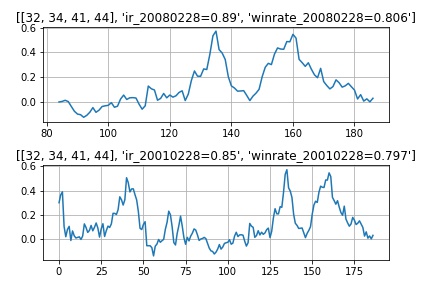 [[32, 34, 41, 44], 'ir_20080228=0.89', 'winrate_20080228=0.806']
0.6
0.4
0.2
0.0
80 100 120 140 160 180
[[32, 34, 41, 44], 'ir_20010228=0.85', 'winrate_20010228=0.797']
0.6
0.4
0.2
0.0
0 25 50 75 100 125 150 175